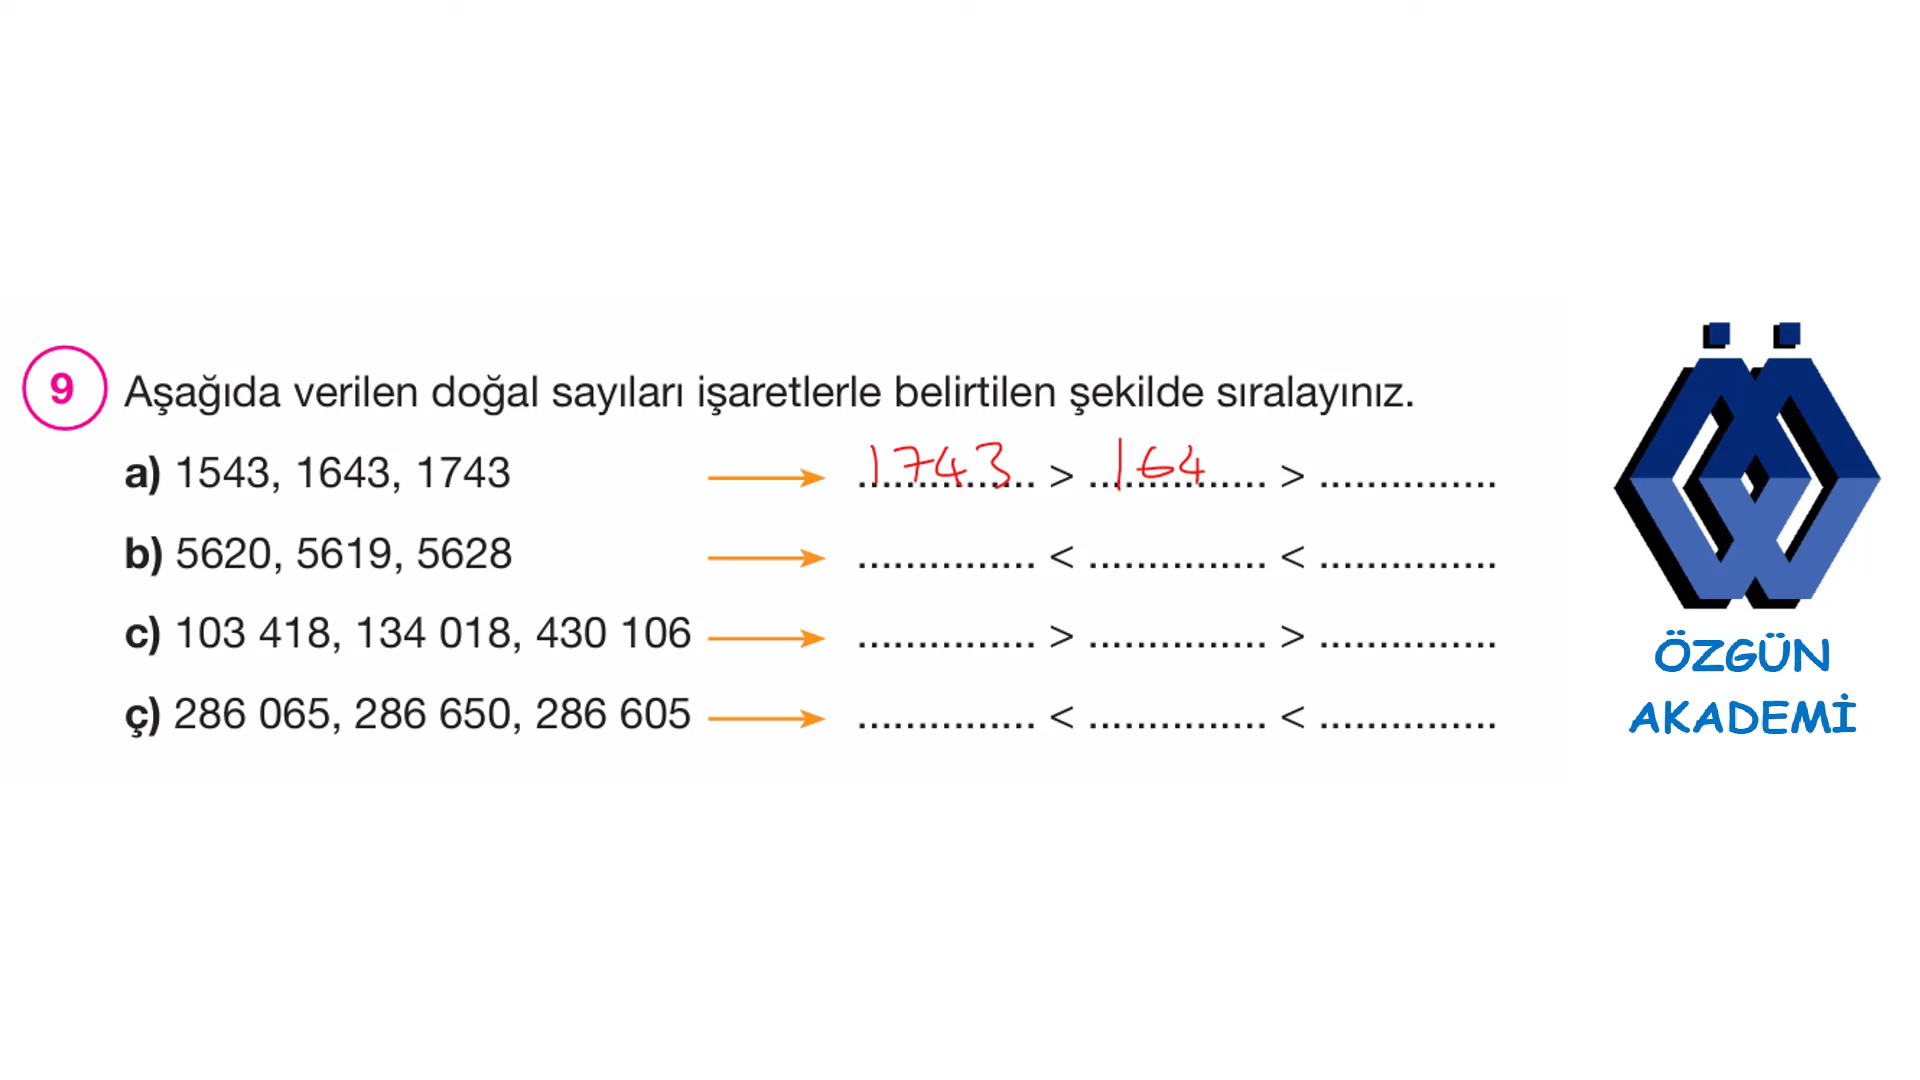 9 Aşağıda verilen doğal sayıları işaretlerle belirtilen şekilde sıralayınız.
a) 1543, 1643, 1743 1743 > 164 > ...............
b) 5620, 5619, 5628 ............... < ............... < ...............
c) 103 418, 134 018, 430 106 ............... > ............... > ...............
ç) 286 065, 286 650, 286 605 ............... < ............... < ...............
ÖZGÜN
AKADEMİ